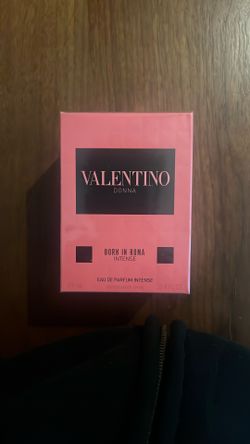 VALENTINO
DONNA
BORN IN ROMA
INTENSE
EAU DE PARFUM INTENSE